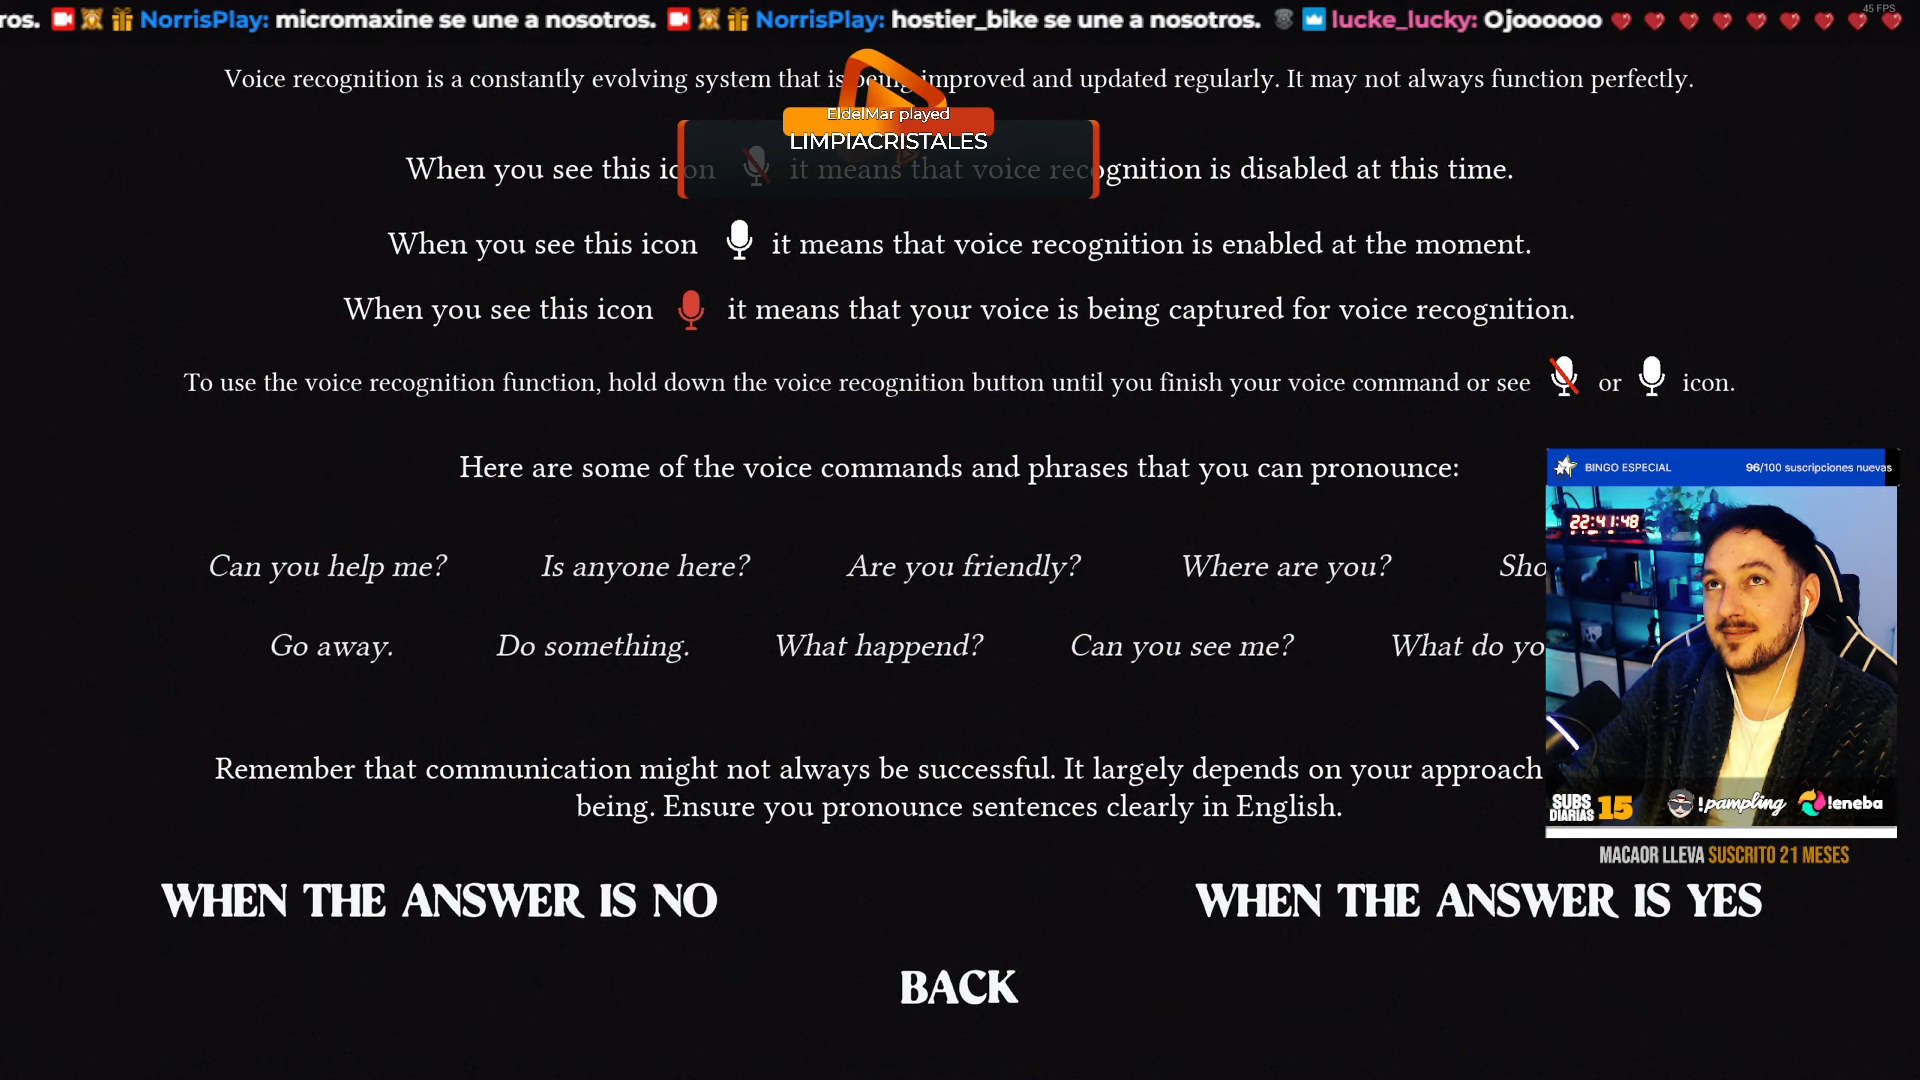 ros. NorrisPlay: micromaxine se une a nosotros. NorrisPlay: hostier_bike se une a nosotros. lucke_lucky: Ojoooooo
45 FPS
Voice recognition is a constantly evolving system that is being improved and updated regularly. It may not always function perfectly.
EldelMar played
LIMPIACRISTALES
When you see this icon it means that voice recognition is disabled at this time.
When you see this icon it means that voice recognition is enabled at the moment.
When you see this icon it means that your voice is being captured for voice recognition.
To use the voice recognition function, hold down the voice recognition button until you finish your voice command or see or icon.
Here are some of the voice commands and phrases that you can pronounce:
BINGO ESPECIAL 96/100 suscripciones nuevas
22:41:48
Can you help me? Is anyone here? Are you friendly? Where are you? Sho
Go away. Do something. What happend? Can you see me? What do yo
Remember that communication might not always be successful. It largely depends on your approach
being. Ensure you pronounce sentences clearly in English.
SUBS DIARIAS 15 !pampling !eneba
MACAOR LLEVA SUSCRITO 21 MESES
WHEN THE ANSWER IS NO WHEN THE ANSWER IS YES
BACK